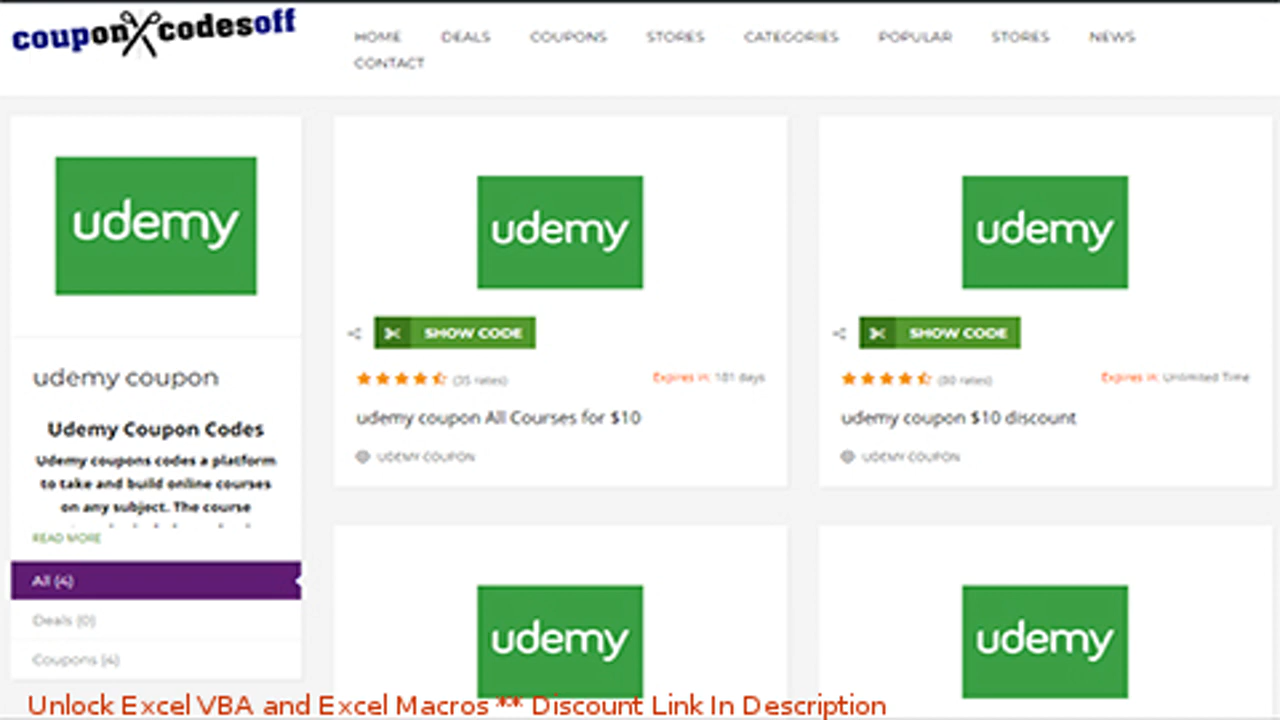 couponcodesoff
HOME DEALS COUPONS STORES CATEGORIES POPULAR STORES NEWS
CONTACT
udemy
udemy coupon
Udemy Coupon Codes
Udemy coupons codes a platform
to take and build online courses
on any subject. The course
READ MORE
All (4)
Deals (0)
Coupons (4)
udemy
SHOW CODE
(35 rates) Expires in: 181 days
udemy coupon All Courses for $10
UDEMY COUPON
udemy
SHOW CODE
(80 rates) Expires in: Unlimited Time
udemy coupon $10 discount
UDEMY COUPON
udemy
udemy
Unlock Excel VBA and Excel Macros ** Discount Link In Description